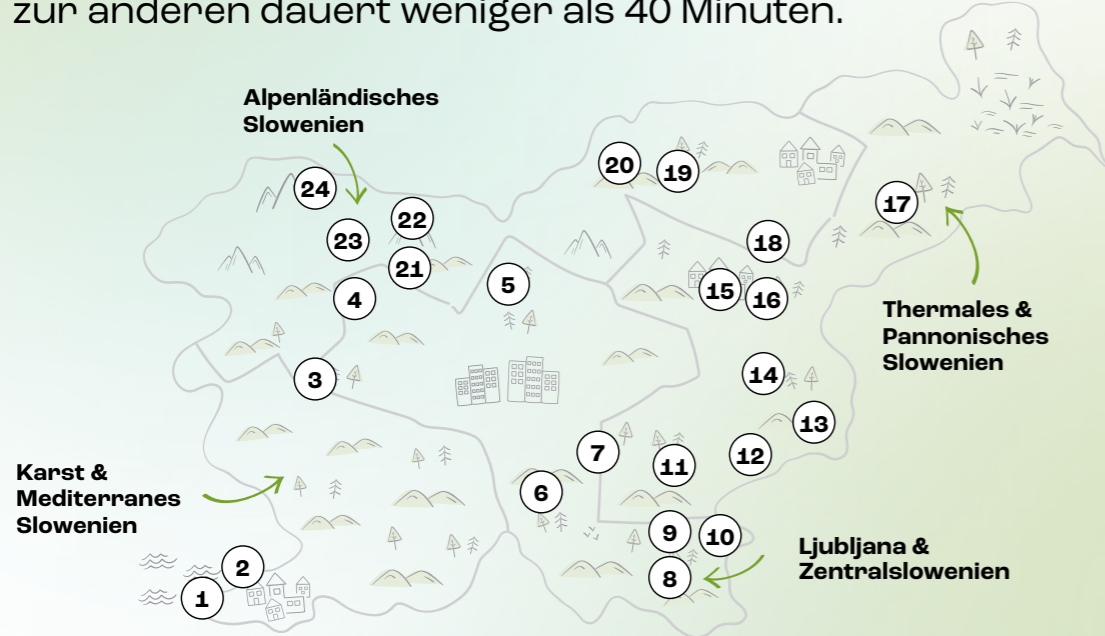 zur anderen dauert weniger als 40 Minuten.
Alpenländisches
Slowenien
20
19
24
17
22
23
18
21
5
15
16
4
Thermales &
Pannonisches
Slowenien
14
3
13
7
12
11
Karst &
Mediterranes
Slowenien
6
9
10
Ljubljana &
Zentralslowenien
2
8
1